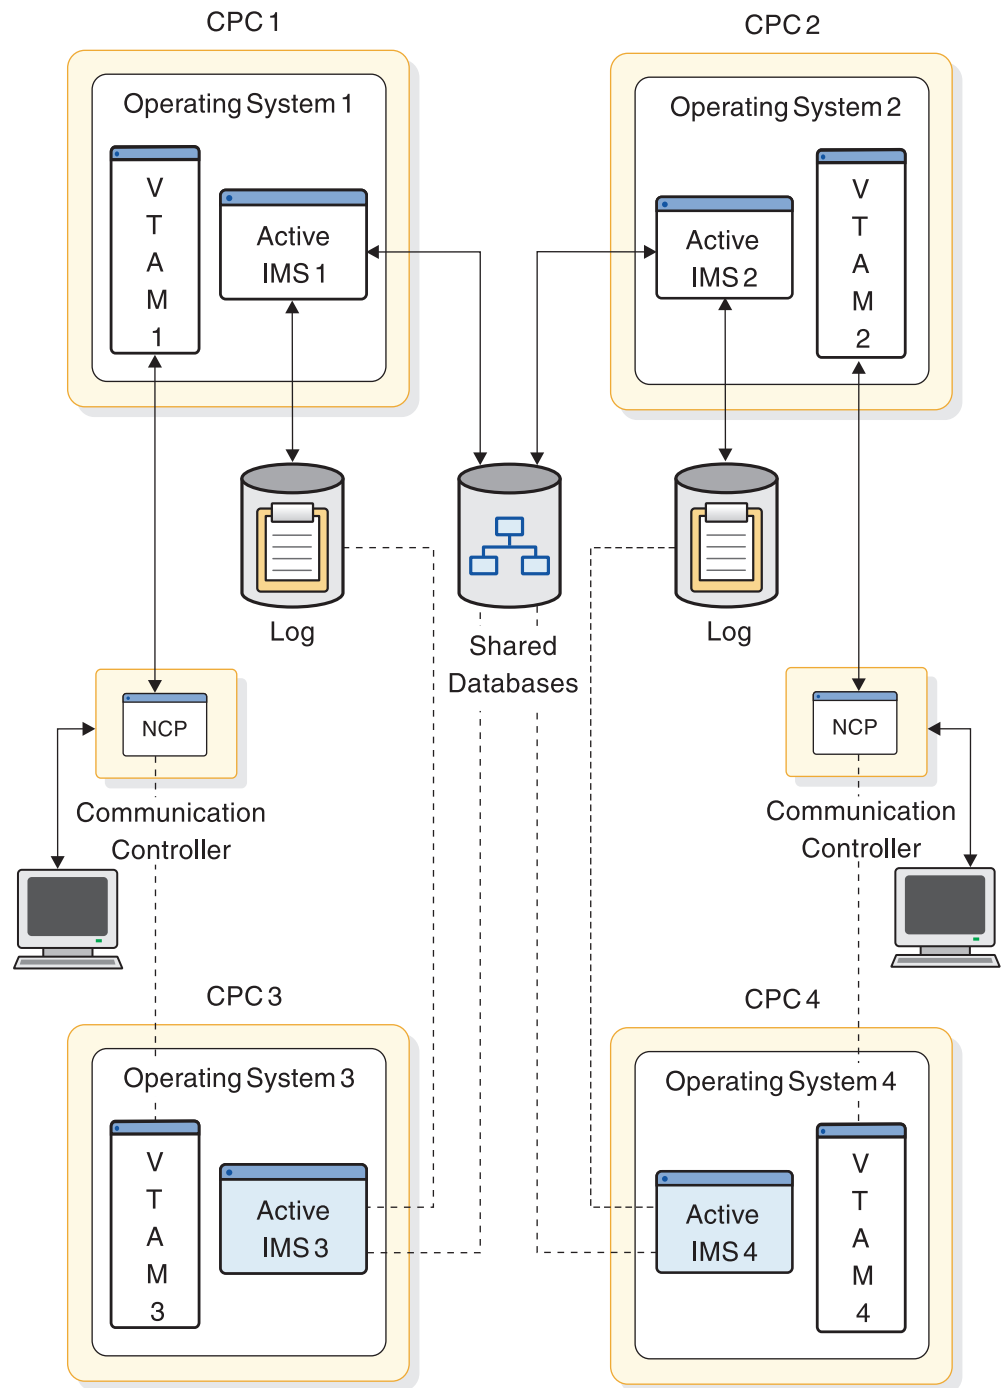 CPC 1
CPC 2
Operating System 1
Operating System 2
V
T
A
M
1
Active
IMS 1
Active
IMS 2
V
T
A
M
2
Log
Shared
Databases
Log
NCP
NCP
Communication
Controller
Communication
Controller
CPC 3
CPC 4
Operating System 3
Operating System 4
V
T
A
M
3
Active
IMS 3
Active
IMS 4
V
T
A
M
4